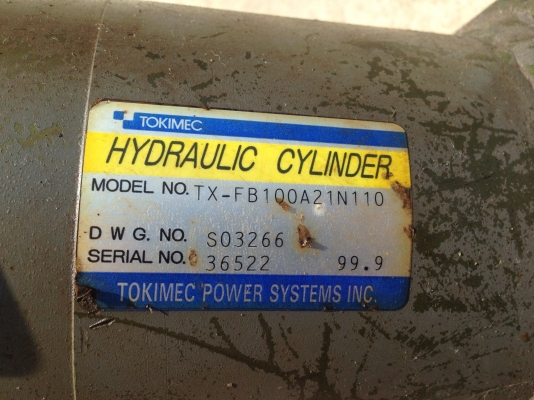 TOKIMEC
HYDRAULIC CYLINDER
MODEL NO. TX-FB100A21N110
D W G. NO. S03266
SERIAL NO. 36522 99.9
TOKIMEC POWER SYSTEMS INC.